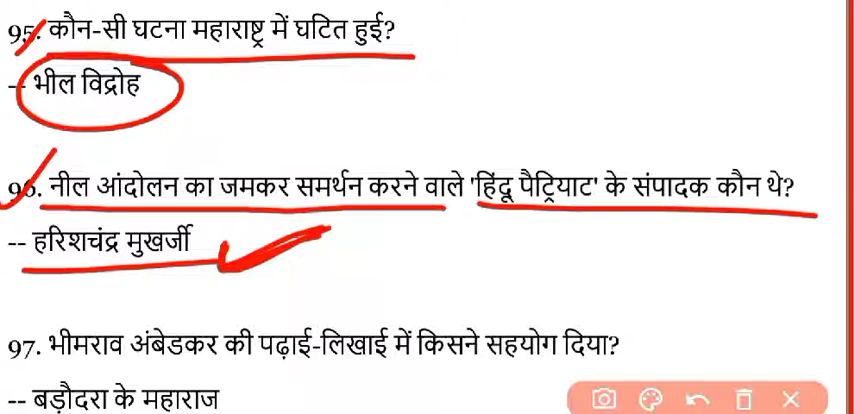 95. कौन-सी घटना महाराष्ट्र में घटित हुई?
-- भील विद्रोह
96. नील आंदोलन का जमकर समर्थन करने वाले 'हिंदू पैट्रियाट' के संपादक कौन थे?
-- हरिशचंद्र मुखर्जी
97. भीमराव अंबेडकर की पढ़ाई-लिखाई में किसने सहयोग दिया?
-- बड़ौदरा के महाराज